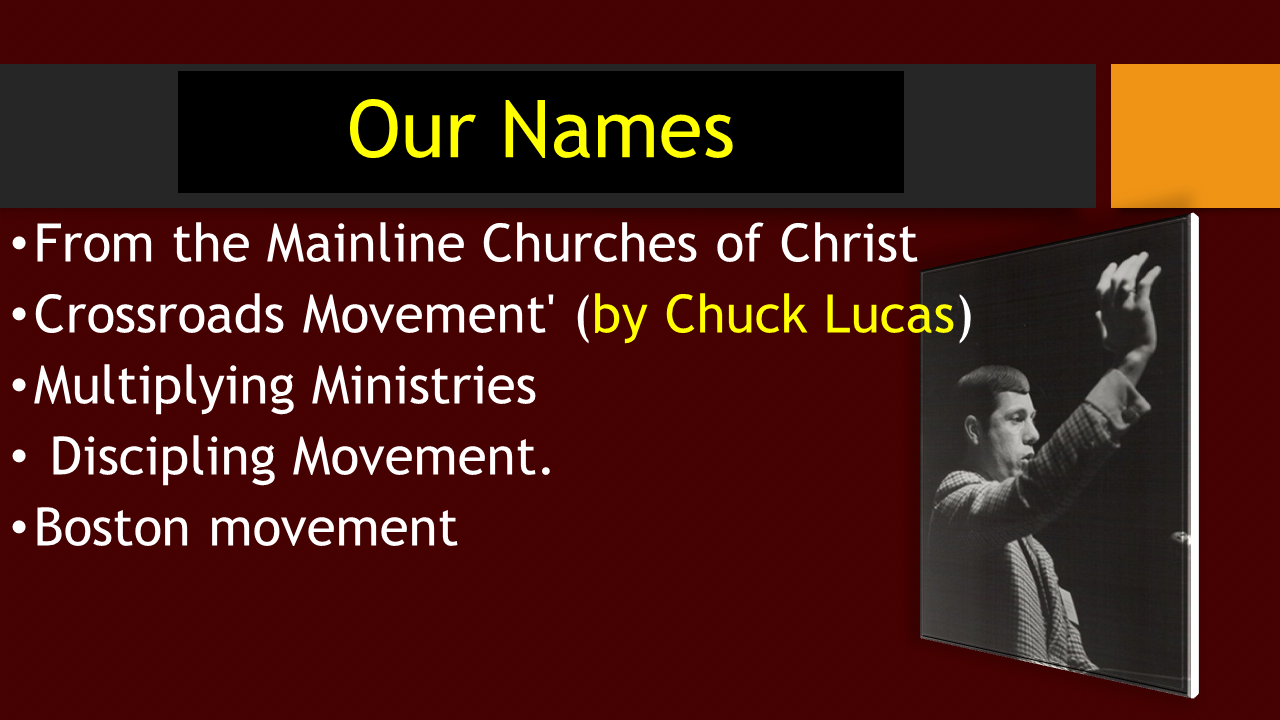 Our Names
•From the Mainline Churches of Christ
•Crossroads Movement' (by Chuck Lucas)
•Multiplying Ministries
• Discipling Movement.
•Boston movement